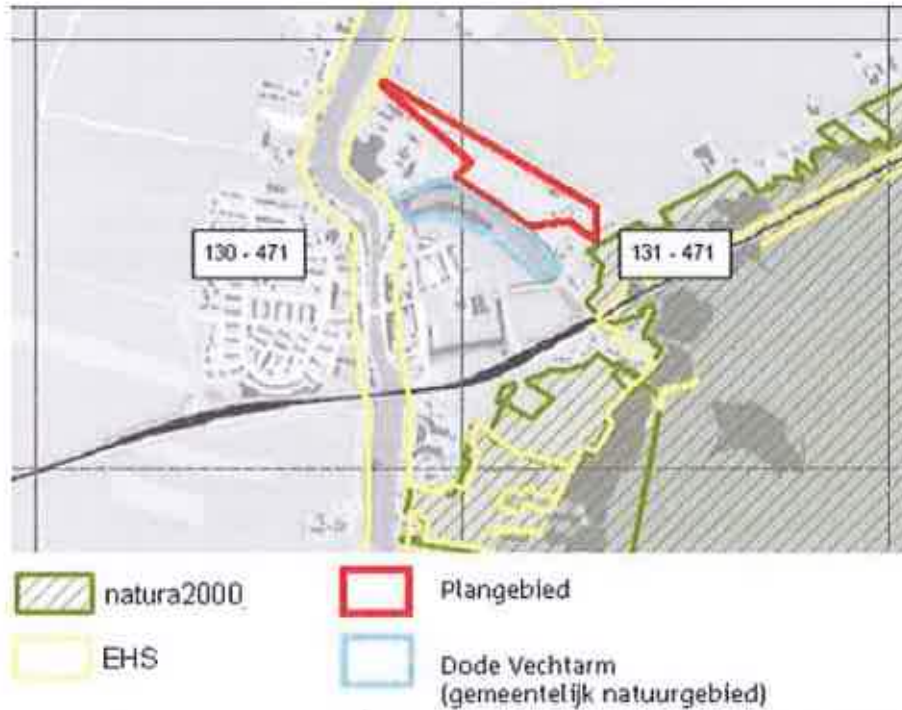 130 - 471
131 - 471
natura2000
Plangebied
EHS
Dode Vechtarm
(gemeentelijk natuurgebied)